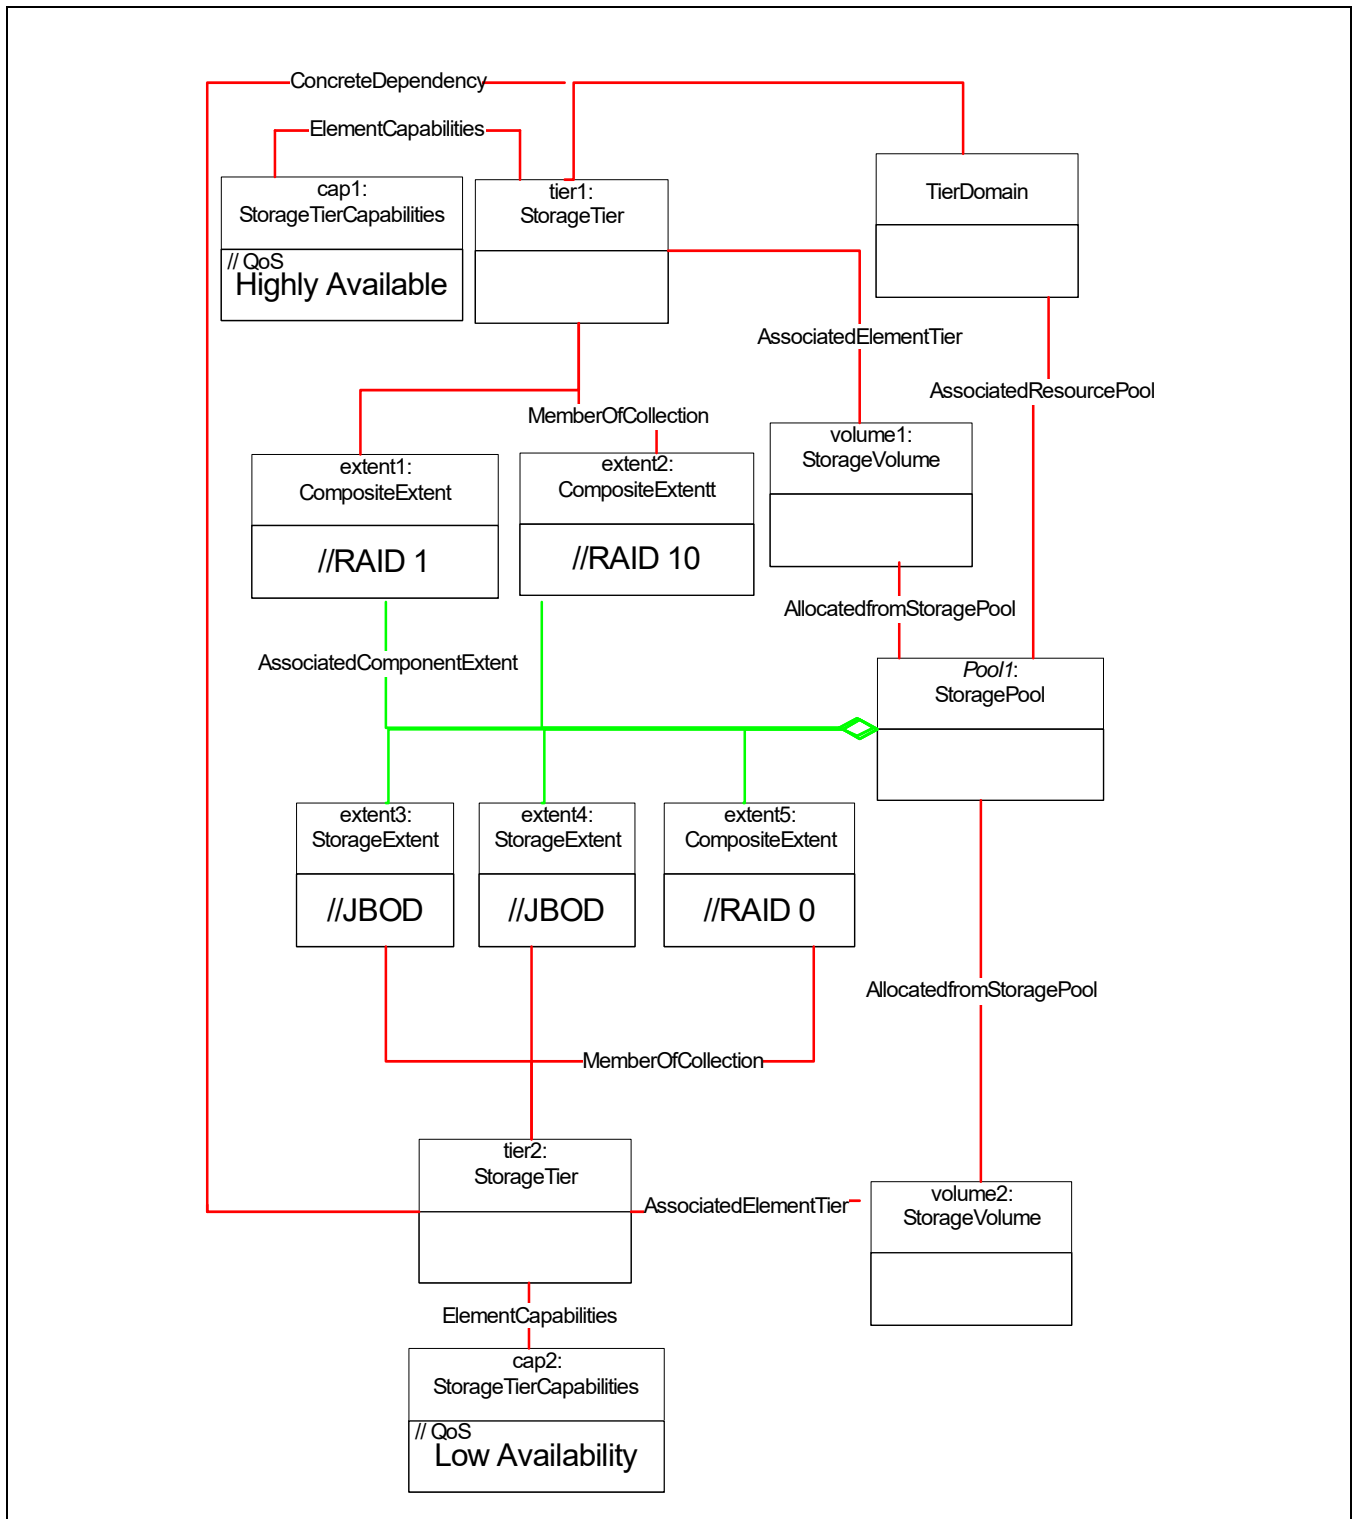 ConcreteDependency
ElementCapabilities
cap1:
StorageTierCapabilities
// QoS
Highly Available
tier1:
StorageTier
TierDomain
AssociatedElementTier
AssociatedResourcePool
MemberOfCollection
volume1:
StorageVolume
extent1:
CompositeExtent
//RAID 1
extent2:
CompositeExtentt
//RAID 10
AllocatedfromStoragePool
AssociatedComponentExtent
Pool1:
StoragePool
extent3:
StorageExtent
//JBOD
extent4:
StorageExtent
//JBOD
extent5:
CompositeExtent
//RAID 0
AllocatedfromStoragePool
MemberOfCollection
tier2:
StorageTier
AssociatedElementTier
volume2:
StorageVolume
ElementCapabilities
cap2:
StorageTierCapabilities
// QoS
Low Availability